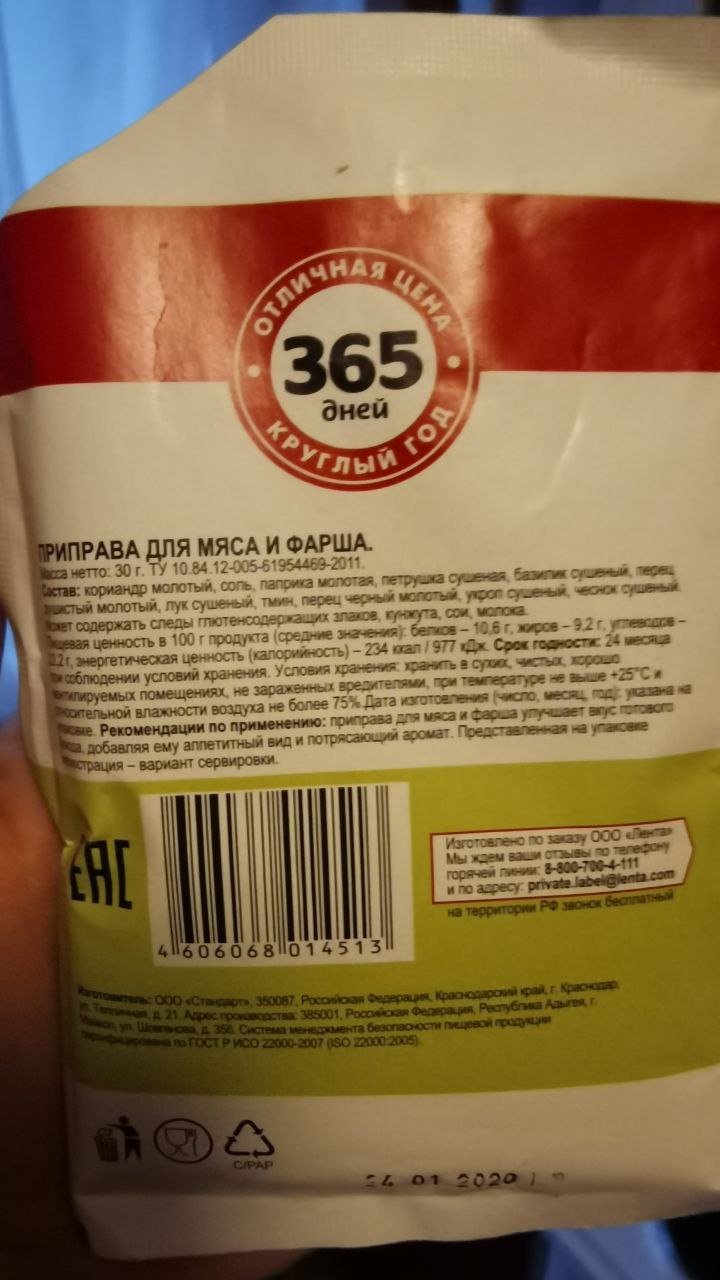 ОТЛИЧНАЯ ЦЕНА
365
дней
КРУГЛЫЙ ГОД
ПРИПРАВА ДЛЯ МЯСА И ФАРША.
Масса нетто: 30 г. ТУ 10.84.12-005-61954469-2011.
Состав: кориандр молотый, соль, паприка молотая, петрушка сушеная, базилик сушеный, перец
душистый молотый, лук сушеный, тмин, перец черный молотый, укроп сушеный, чеснок сушеный.
Может содержать следы глютенсодержащих злаков, кунжута, сои, молока.
Пищевая ценность в 100 г продукта (средние значения): белков – 10,6 г, жиров – 9,2 г, углеводов –
22,2 г, энергетическая ценность (калорийность) – 234 ккал / 977 кДж. Срок годности: 24 месяца
при соблюдении условий хранения. Условия хранения: хранить в сухих, чистых, хорошо
вентилируемых помещениях, не зараженных вредителями, при температуре не выше +25°С и
относительной влажности воздуха не более 75%. Дата изготовления (число, месяц, год): указана на
упаковке. Рекомендации по применению: приправа для мяса и фарша улучшает вкус готового
блюда, добавляя ему аппетитный вид и потрясающий аромат. Представленная на упаковке
иллюстрация – вариант сервировки.
ЕАС
4 606068 014513
Изготовлено по заказу ООО «Лента»
Мы ждем ваши отзывы по телефону
горячей линии: 8-800-700-4-111
и по адресу: private.label@lenta.com
на территории РФ звонок бесплатный
Изготовитель: ООО «Стандарт», 350087, Российская Федерация, Краснодарский край, г. Краснодар,
ул. Тепличная, д. 21. Адрес производства: 385001, Российская Федерация, Республика Адыгея, г.
Майкоп, ул. Шовгенова, д. 356. Система менеджмента безопасности пищевой продукции
сертифицирована по ГОСТ Р ИСО 22000-2007 (ISO 22000:2005).
C/PAP
24 01 2020